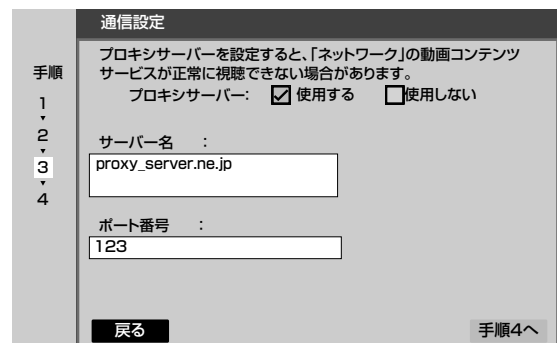 通信設定
プロキシサーバーを設定すると、「ネットワーク」の動画コンテンツ
サービスが正常に視聴できない場合があります。
プロキシサーバー: 使用する 使用しない
手順
1
2
3
4
サーバー名 :
proxy_server.ne.jp
ポート番号 :
123
戻る 手順4へ